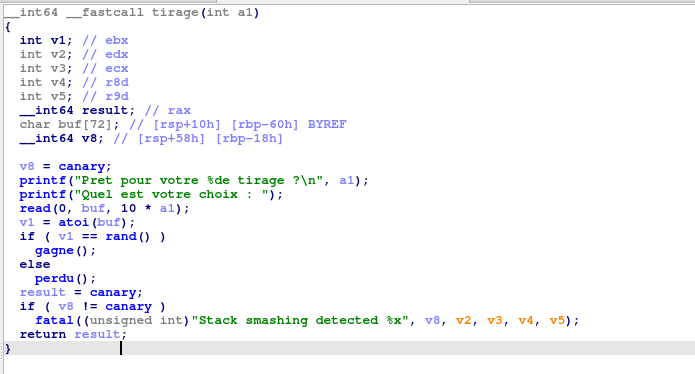 __int64 __fastcall tirage(int a1)
{
  int v1; // ebx
  int v2; // edx
  int v3; // ecx
  int v4; // r8d
  int v5; // r9d
  __int64 result; // rax
  char buf[72]; // [rsp+10h] [rbp-60h] BYREF
  __int64 v8; // [rsp+58h] [rbp-18h]

  v8 = canary;
  printf("Pret pour votre %de tirage ?\n", a1);
  printf("Quel est votre choix : ");
  read(0, buf, 10 * a1);
  v1 = atoi(buf);
  if ( v1 == rand() )
    gagne();
  else
    perdu();
  result = canary;
  if ( v8 != canary )
    fatal((unsigned int)"Stack smashing detected %x", v8, v2, v3, v4, v5);
  return result;
}